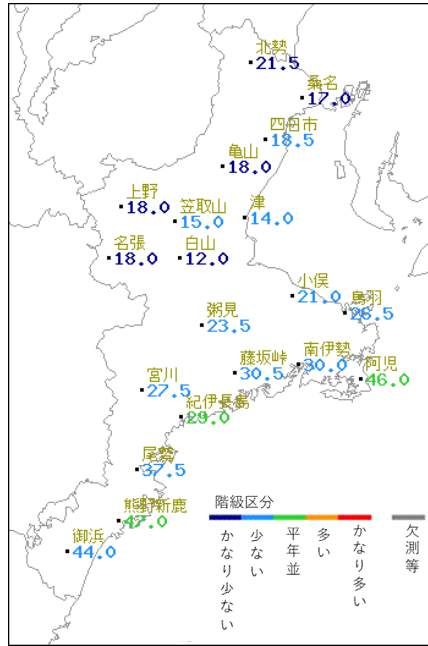 北勢
21.5
桑名
17.0
四日市
18.5
亀山
18.0
上野
18.0
笠取山
15.0
津
14.0
名張
18.0
白山
12.0
小俣
21.0
鳥羽
28.5
粥見
23.5
藤坂峠
30.5
南伊勢
30.0
阿児
46.0
宮川
27.5
紀伊長島
29.0
尾鷲
37.5
熊野新鹿
47.0
御浜
44.0
階級区分
かなり少ない
少ない
平年並
多い
かなり多い
欠測等